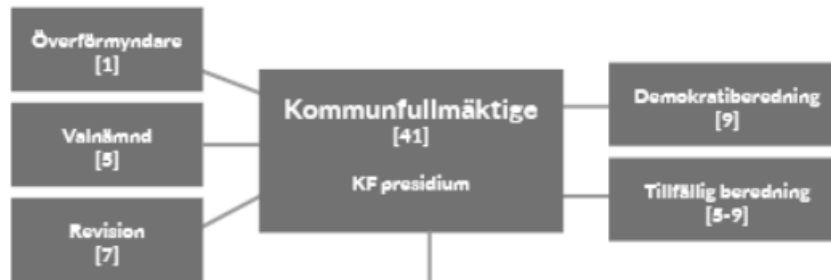 Överförmyndare
[1]
Valnämnd
[5]
Revision
[7]
Kommunfullmäktige
[41]
KF presidium
Demokratiberedning
[9]
Tillfällig beredning
[5-9]